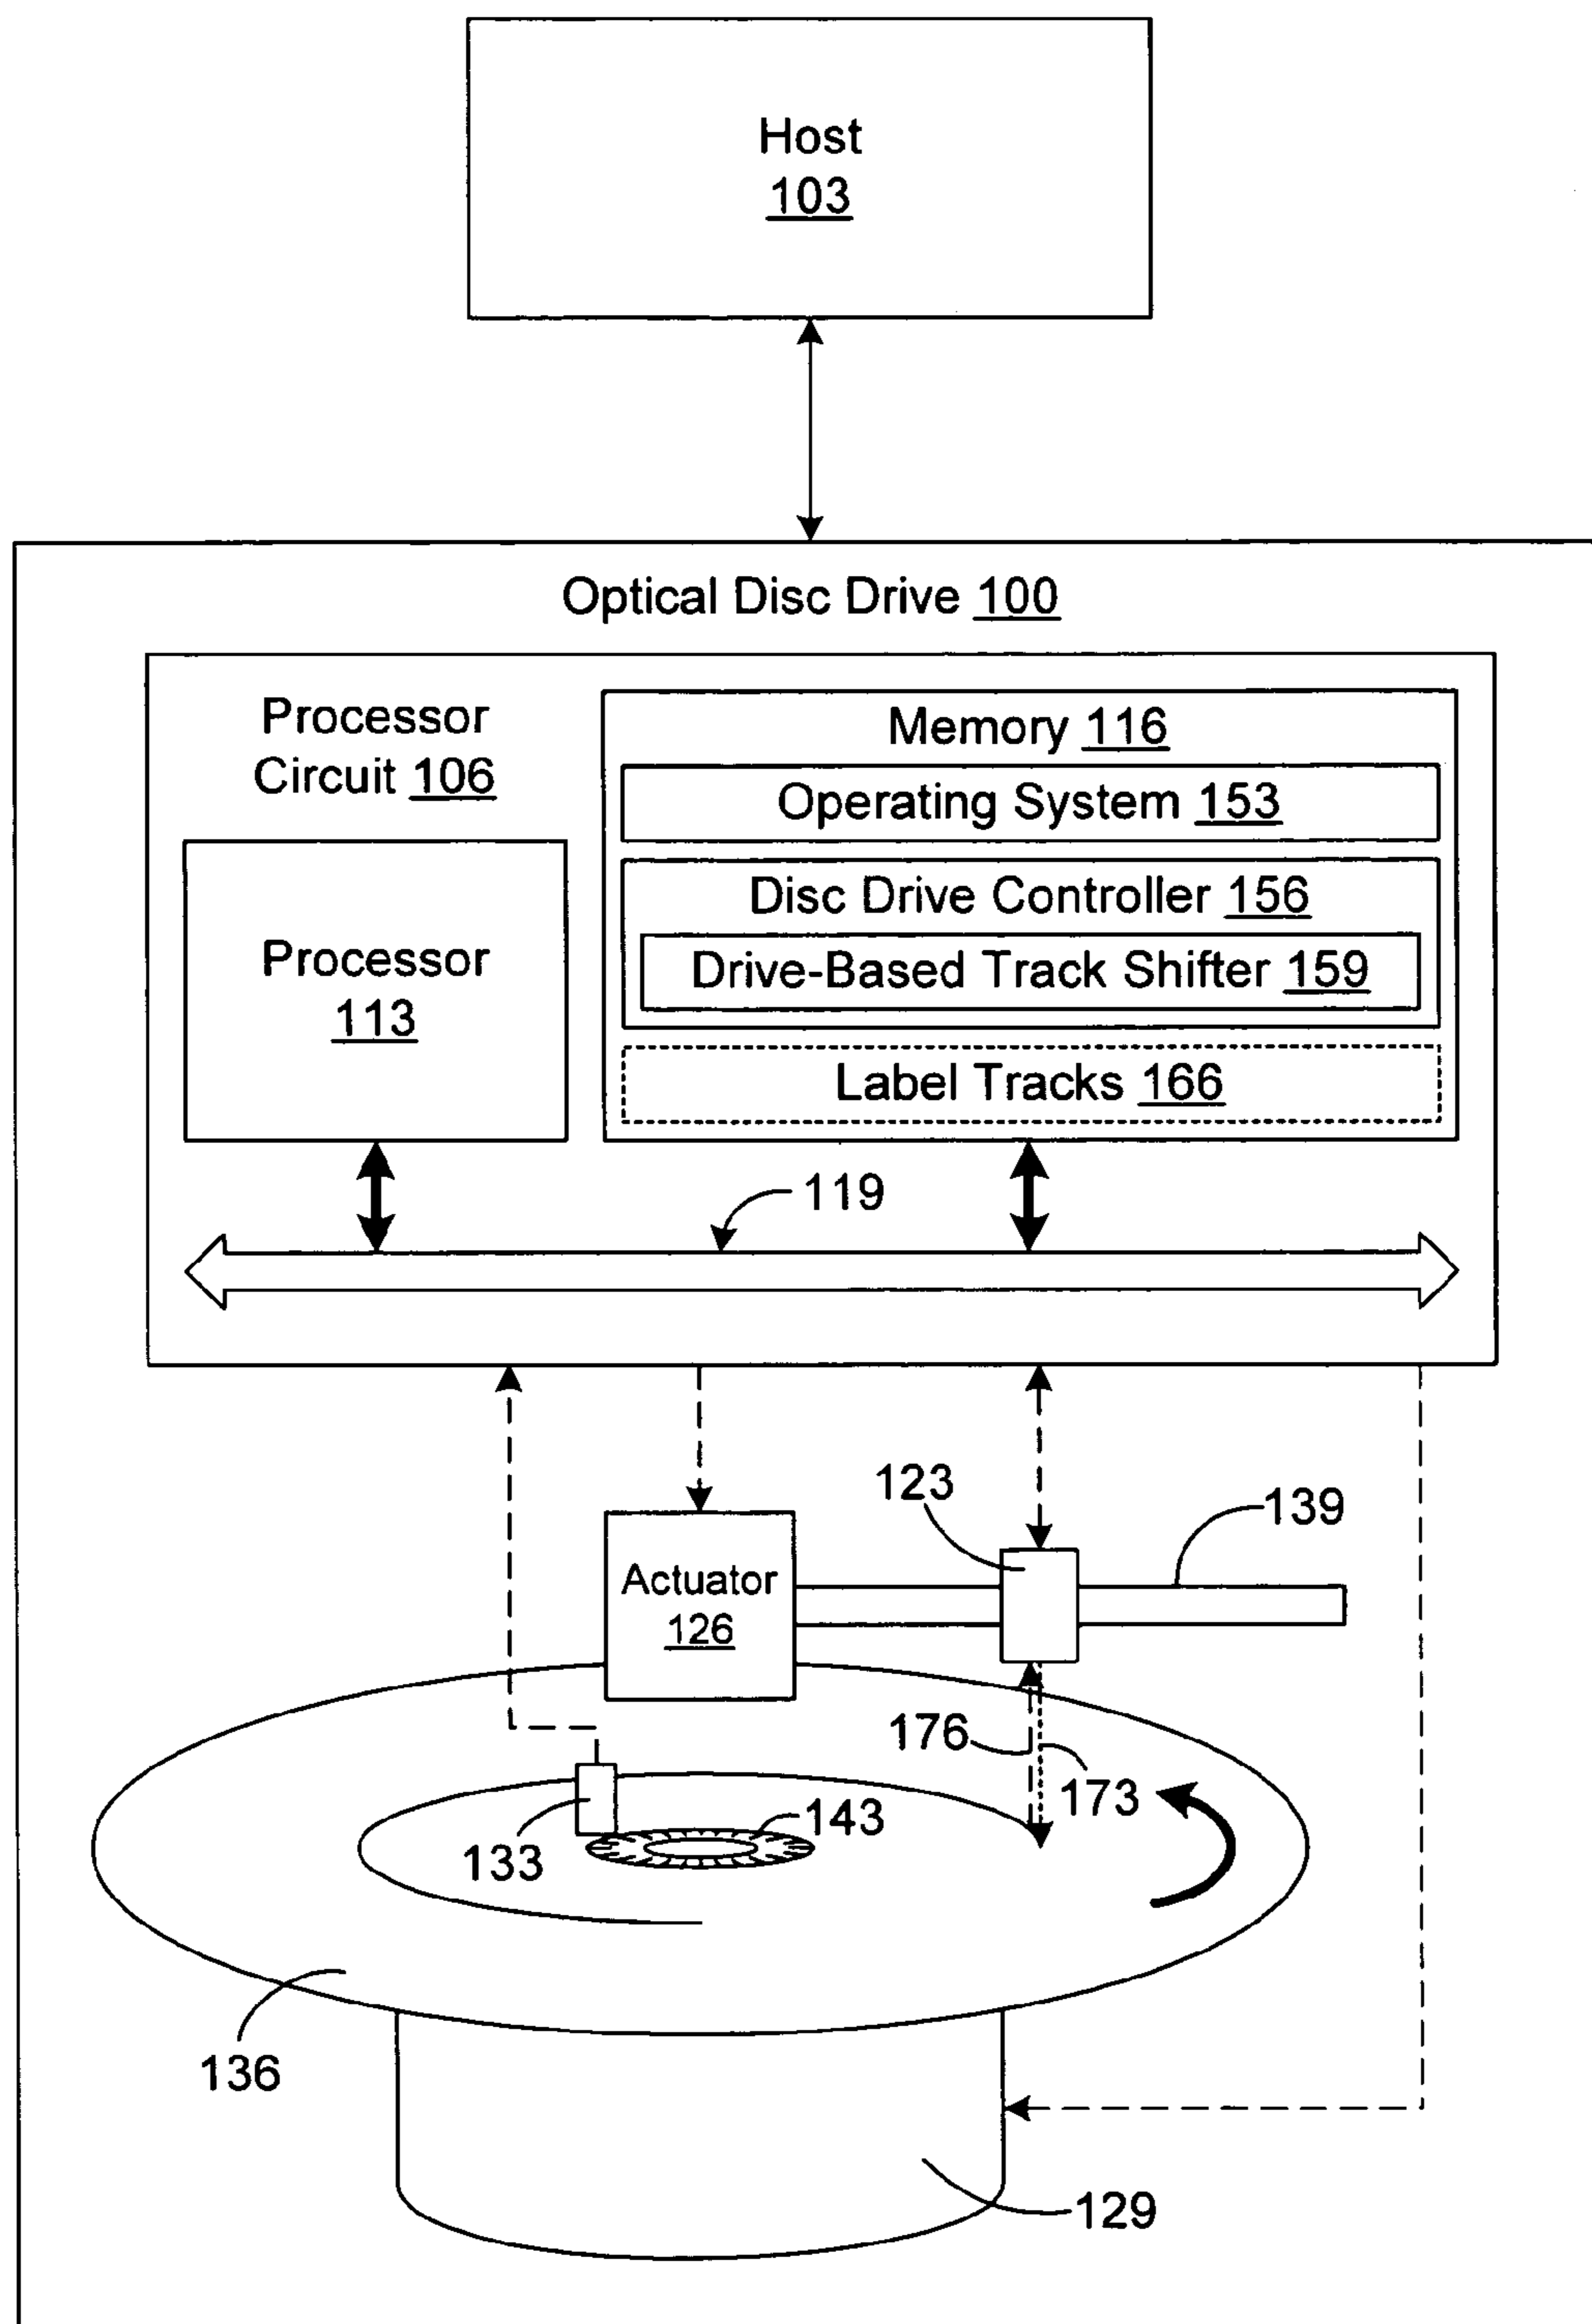 Host
103
Optical Disc Drive 100
Processor
Circuit 106
Memory 116
Operating System 153
Disc Drive Controller 156
Drive-Based Track Shifter 159
Label Tracks 166
Processor
113
119
123
139
Actuator
126
176
173
143
133
136
129